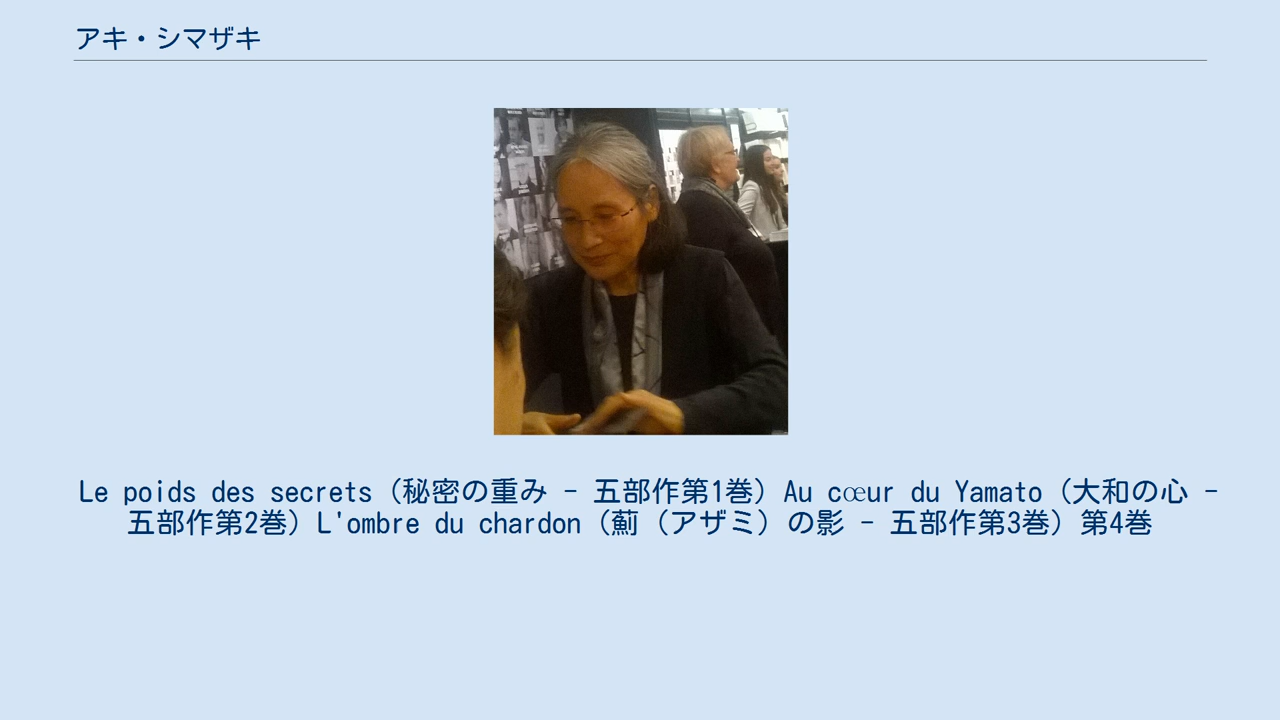 アキ・シマザキ
Le poids des secrets（秘密の重み - 五部作第1巻）Au cœur du Yamato（大和の心 -
五部作第2巻）L'ombre du chardon（薊（アザミ）の影 - 五部作第3巻）第4巻